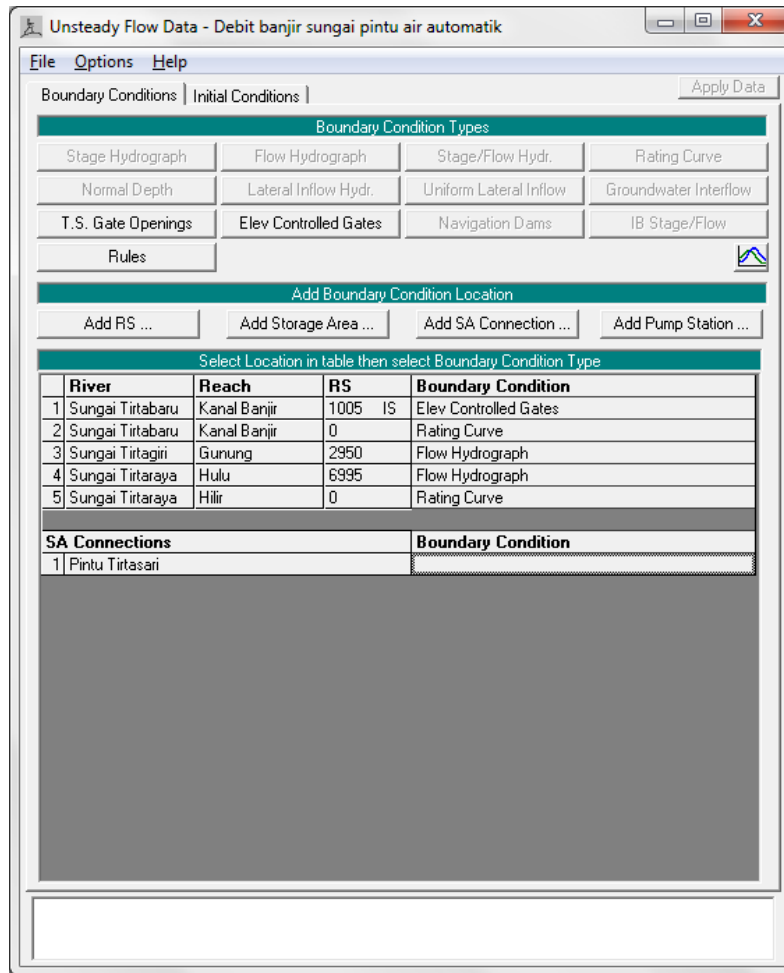 Unsteady Flow Data - Debit banjir sungai pintu air automatik
File Options Help
Boundary Conditions Initial Conditions Apply Data
Boundary Condition Types
Stage Hydrograph Flow Hydrograph Stage/Flow Hydr. Rating Curve
Normal Depth Lateral Inflow Hydr. Uniform Lateral Inflow Groundwater Interflow
T.S. Gate Openings Elev Controlled Gates Navigation Dams IB Stage/Flow
Rules
Add Boundary Condition Location
Add RS ... Add Storage Area ... Add SA Connection ... Add Pump Station ...
Select Location in table then select Boundary Condition Type
River Reach RS Boundary Condition
1 Sungai Tirtabaru Kanal Banjir 1005 IS Elev Controlled Gates
2 Sungai Tirtabaru Kanal Banjir 0 Rating Curve
3 Sungai Tirtagiri Gunung 2950 Flow Hydrograph
4 Sungai Tirtaraya Hulu 6995 Flow Hydrograph
5 Sungai Tirtaraya Hilir 0 Rating Curve
SA Connections Boundary Condition
1 Pintu Tirtasari